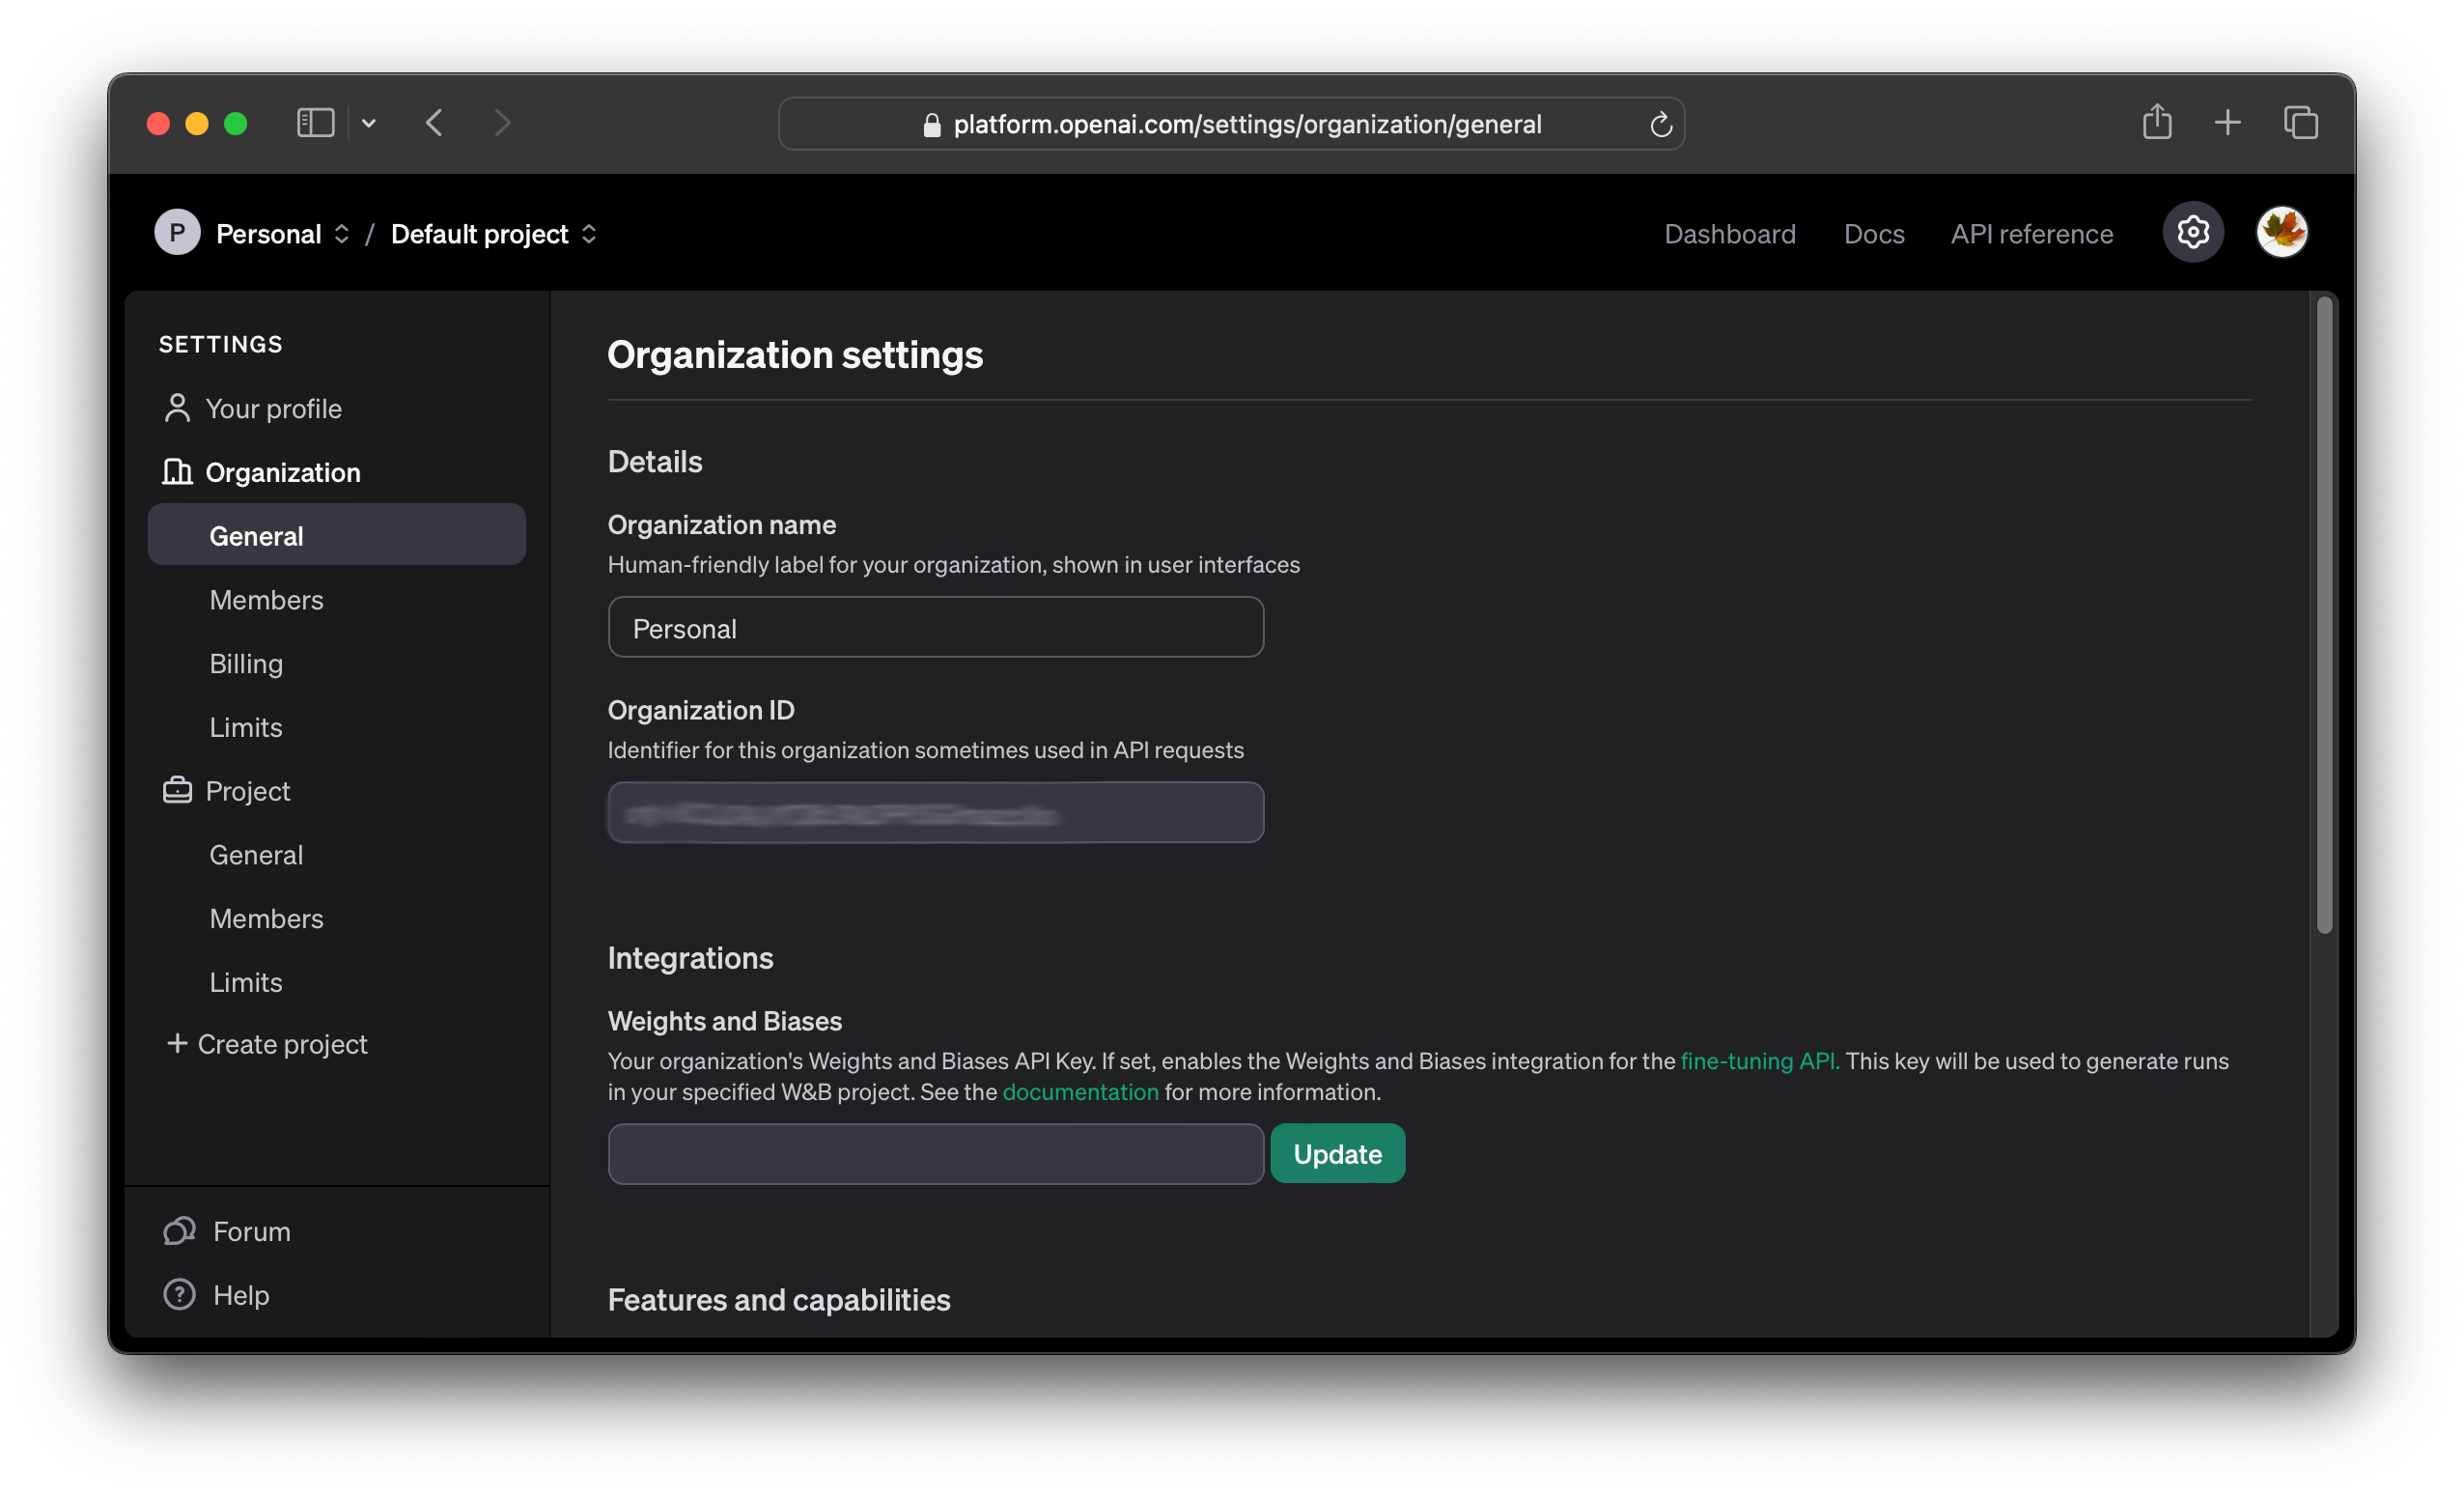 platform.openai.com/settings/organization/general
P Personal / Default project
Dashboard Docs API reference
SETTINGS
Your profile
Organization
General
Members
Billing
Limits
Project
General
Members
Limits
+ Create project
Forum
Help
Organization settings
Details
Organization name
Human-friendly label for your organization, shown in user interfaces
Personal
Organization ID
Identifier for this organization sometimes used in API requests
Integrations
Weights and Biases
Your organization's Weights and Biases API Key. If set, enables the Weights and Biases integration for the fine-tuning API. This key will be used to generate runs
in your specified W&B project. See the documentation for more information.
Update
Features and capabilities